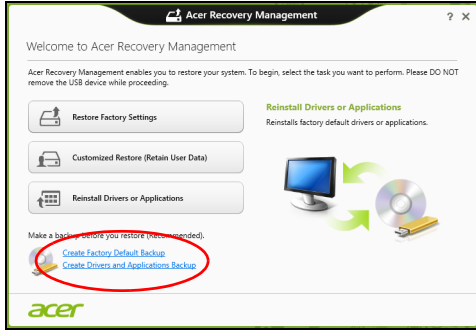 Acer Recovery Management
? X
Welcome to Acer Recovery Management
Acer Recovery Management enables you to restore your system. To begin, select the task you want to perform. Please DO NOT
remove the USB device while proceeding.
Restore Factory Settings
Customized Restore (Retain User Data)
Reinstall Drivers or Applications
Reinstall Drivers or Applications
Reinstalls factory default drivers or applications.
Make a backup before you restore (Recommended).
Create Factory Default Backup
Create Drivers and Applications Backup
acer